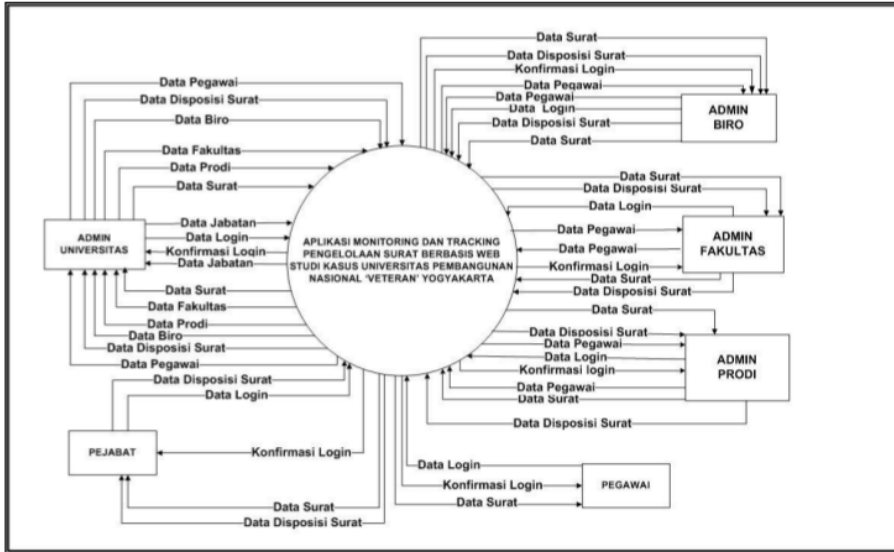 Data Surat
Data Disposisi Surat
Konfirmasi Login
Data Pegawai
Data Pegawai
Data Login
Data Disposisi Surat
Data Surat
ADMIN
BIRO
Data Pegawai
Data Disposisi Surat
Data Biro
Data Fakultas
Data Prodi
Data Surat
Data Jabatan
Data Login
Konfirmasi Login
Data Jabatan
ADMIN
UNIVERSITAS
Data Surat
Data Fakultas
Data Prodi
Data Biro
Data Disposisi Surat
Data Pegawai
APLIKASI MONITORING DAN TRACKING
PENGELOLAAN SURAT BERBASIS WEB
STUDI KASUS UNIVERSITAS PEMBANGUNAN
NASIONAL 'VETERAN' YOGYAKARTA
Data Surat
Data Disposisi Surat
Data Login
Data Pegawai
Data Pegawai
Konfirmasi Login
Data Surat
Data Disposisi Surat
ADMIN
FAKULTAS
Data Surat
Data Disposisi Surat
Data Pegawai
Data Login
Konfirmasi login
Data Pegawai
Data Surat
Data Disposisi Surat
ADMIN
PRODI
Data Disposisi Surat
Data Login
PEJABAT
Konfirmasi Login
Data Surat
Data Disposisi Surat
Data Login
Konfirmasi Login
Data Surat
PEGAWAI